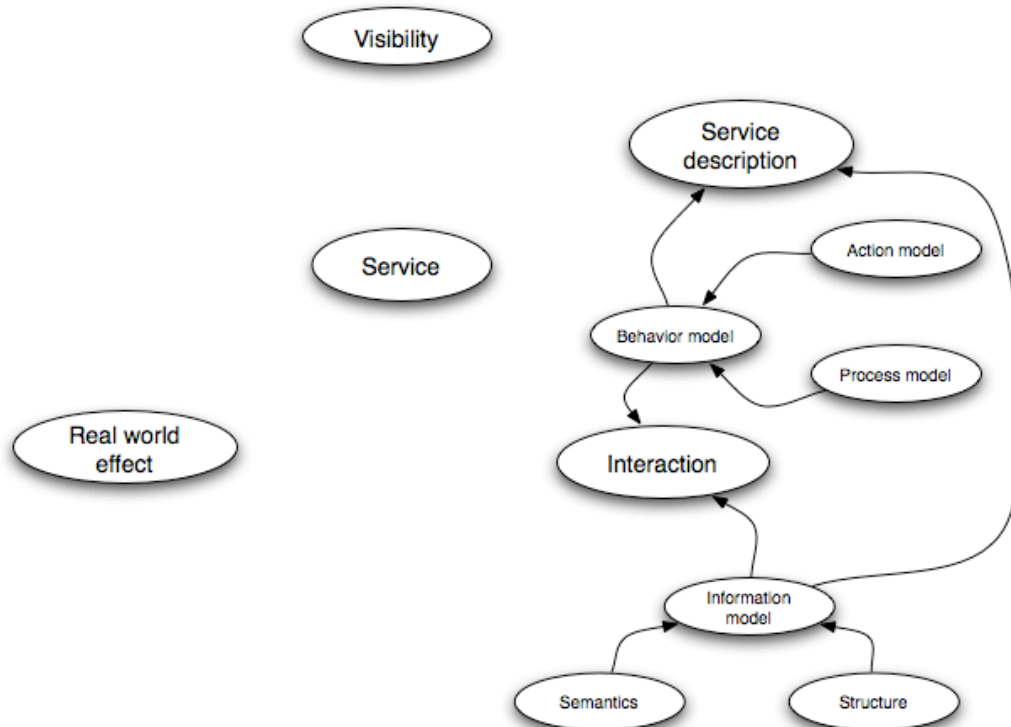 Visibility
Service
description
Action model
Service
Behavior model
Process model
Real world
effect
Interaction
Information
model
Semantics
Structure